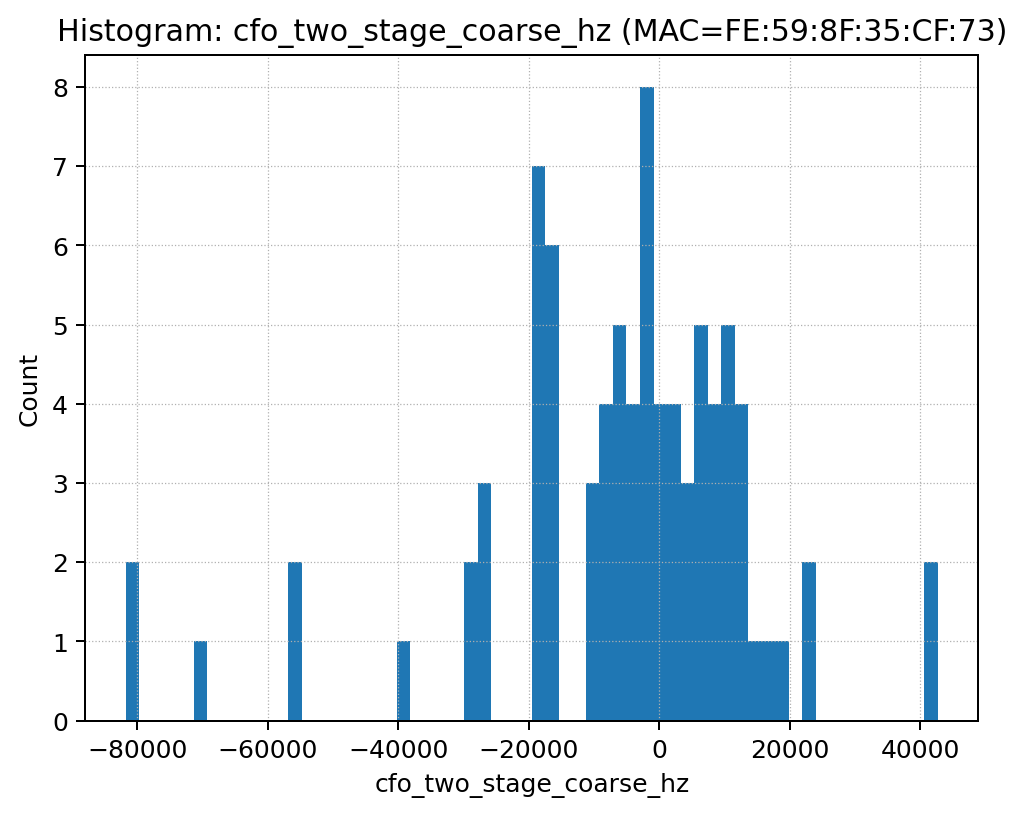 Histogram: cfo_two_stage_coarse_hz (MAC=FE:59:8F:35:CF:73)
8
7
6
5
4
3
2
1
0
Count
−80000 −60000 −40000 −20000 0 20000 40000
cfo_two_stage_coarse_hz